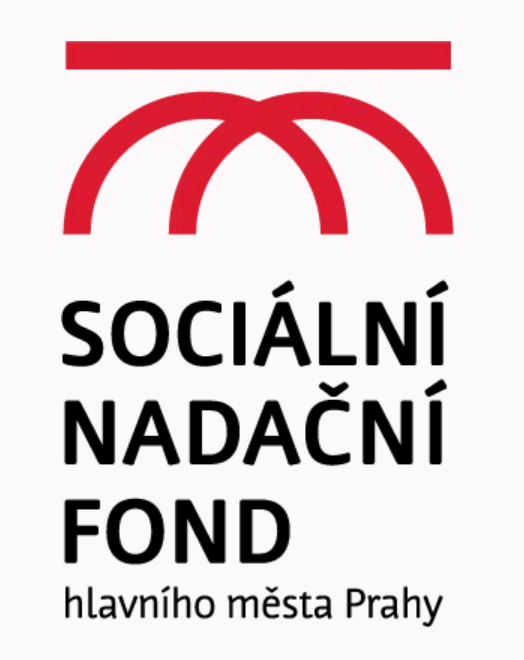 SOCIÁLNÍ
NADAČNÍ
FOND
hlavního města Prahy